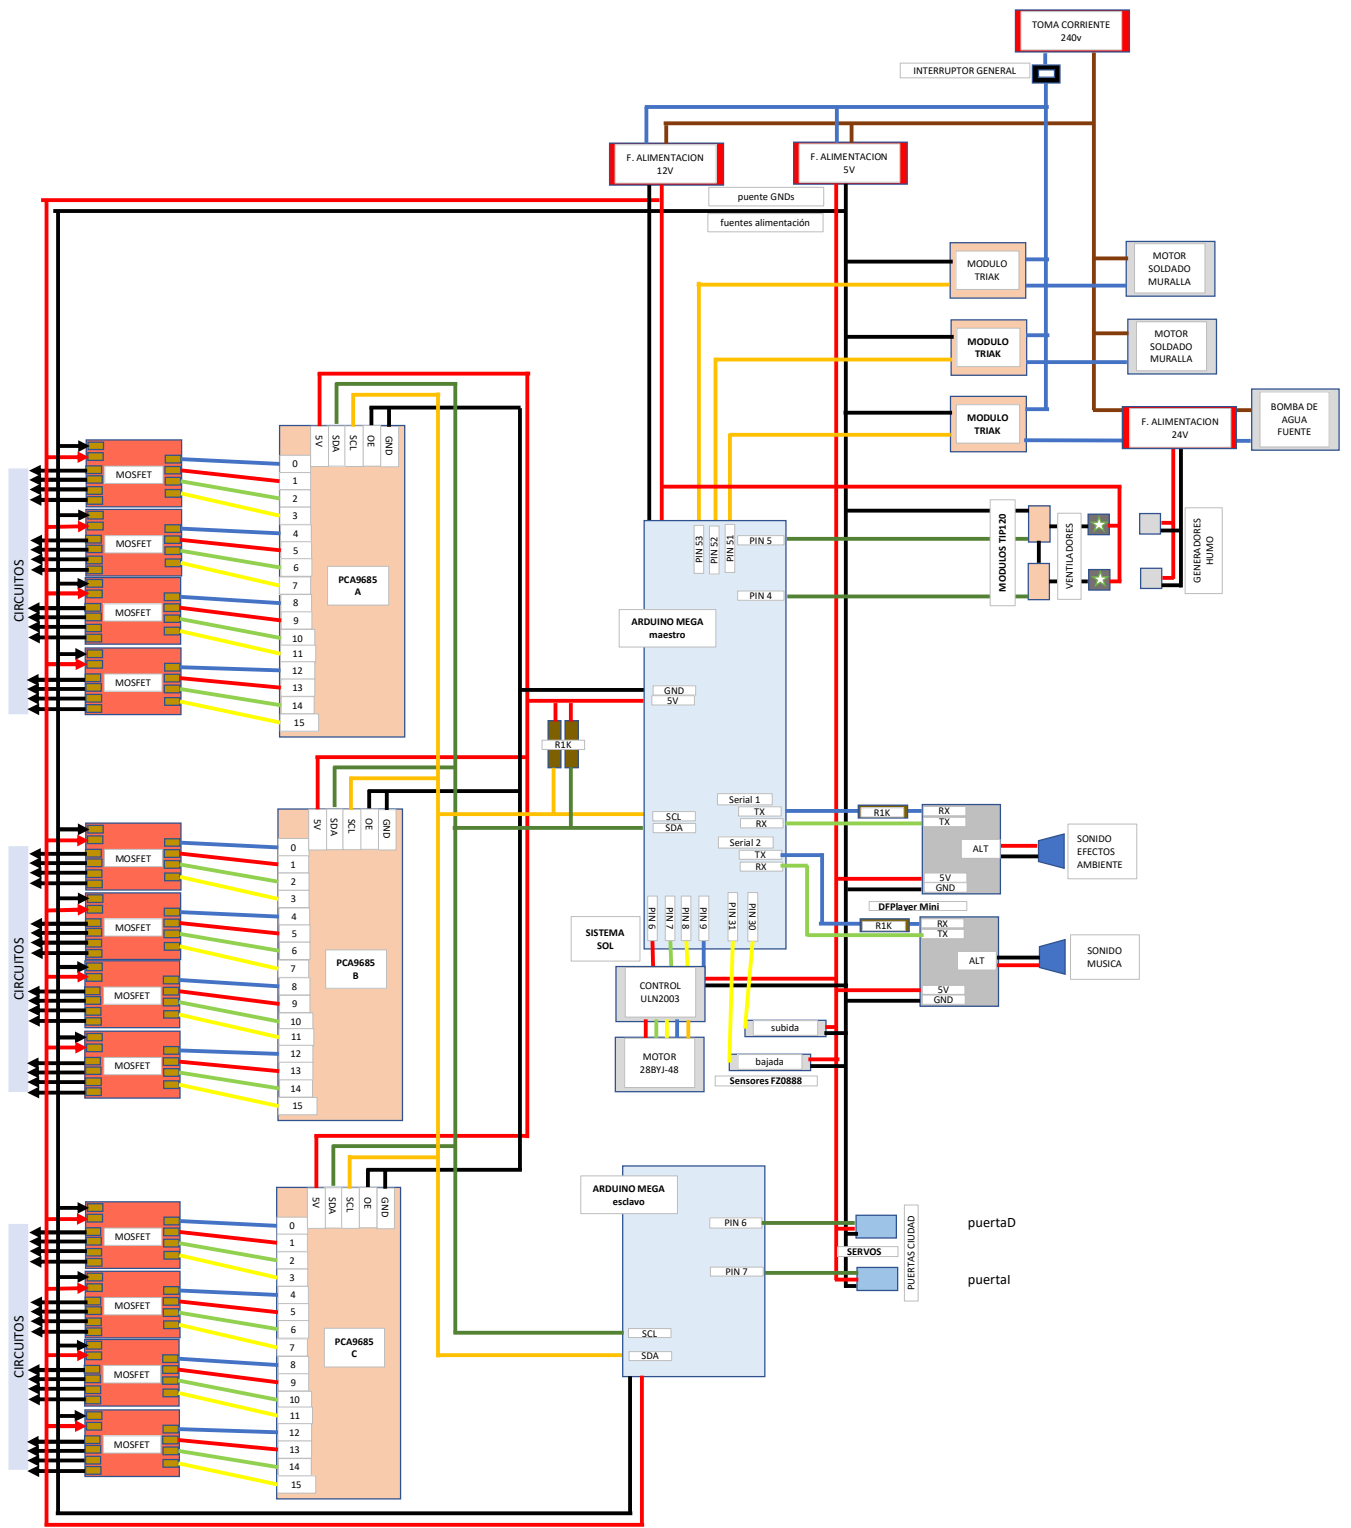 TOMA CORRIENTE
240v
INTERRUPTOR GENERAL
F. ALIMENTACION
12V
F. ALIMENTACION
5V
puente GNDs
fuentes alimentación
MODULO
TRIAK
MOTOR
SOLDADO
MURALLA
MODULO
TRIAK
MOTOR
SOLDADO
MURALLA
MODULO
TRIAK
F. ALIMENTACION
24V
BOMBA DE
AGUA
FUENTE
CIRCUITOS
MOSFET
MOSFET
MOSFET
MOSFET
5V
SDA
SCL
OE
GND
0
1
2
3
4
5
6
7
8
9
10
11
12
13
14
15
PCA9685
A
PIN 53
PIN 52
PIN 51
PIN 5
PIN 4
ARDUINO MEGA
maestro
GND
5V
R1K
SCL
SDA
Serial 1
TX
RX
Serial 2
TX
RX
PIN 6
PIN 7
PIN 8
PIN 9
PIN 31
PIN 30
MODULOS TIP120
VENTILADORES
GENERADORES
HUMO
R1K
RX
TX
ALT
5V
GND
SONIDO
EFECTOS
AMBIENTE
DFPlayer Mini
R1K
RX
TX
ALT
5V
GND
SONIDO
MUSICA
SISTEMA
SOL
CONTROL
ULN2003
MOTOR
28BYJ-48
subida
bajada
Sensores FZ0888
CIRCUITOS
MOSFET
MOSFET
MOSFET
MOSFET
5V
SDA
SCL
OE
GND
0
1
2
3
4
5
6
7
8
9
10
11
12
13
14
15
PCA9685
B
CIRCUITOS
MOSFET
MOSFET
MOSFET
MOSFET
5V
SDA
SCL
OE
GND
0
1
2
3
4
5
6
7
8
9
10
11
12
13
14
15
PCA9685
C
ARDUINO MEGA
esclavo
PIN 6
PIN 7
SCL
SDA
SERVOS
PUERTAS CIUDAD
puertaD
puertaI